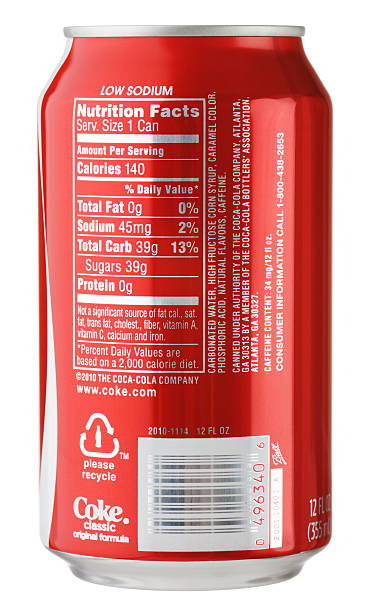 LOW SODIUM
Nutrition Facts
Serv. Size 1 Can
Amount Per Serving
Calories 140
% Daily Value*
Total Fat 0g 0%
Sodium 45mg 2%
Total Carb 39g 13%
Sugars 39g
Protein 0g
Not a significant source of fat cal., sat.
fat, trans fat, cholest., fiber, vitamin A,
vitamin C, calcium and iron.
*Percent Daily Values are
based on a 2,000 calorie diet.
©2010 THE COCA-COLA COMPANY
www.coke.com
CARBONATED WATER, HIGH FRUCTOSE CORN SYRUP, CARAMEL COLOR,
PHOSPHORIC ACID, NATURAL FLAVORS, CAFFEINE.
CANNED UNDER AUTHORITY OF THE COCA-COLA COMPANY, ATLANTA,
GA 30313 BY A MEMBER OF THE COCA-COLA BOTTLERS' ASSOCIATION,
ATLANTA, GA 30327.
CAFFEINE CONTENT: 34 mg/12 fl oz.
CONSUMER INFORMATION CALL 1-800-438-2653
TM
please
recycle
2010-1114 12 FL OZ
0 496340 6
Ball
Coke.
classic
original formula
12 FL OZ
(355 mL)